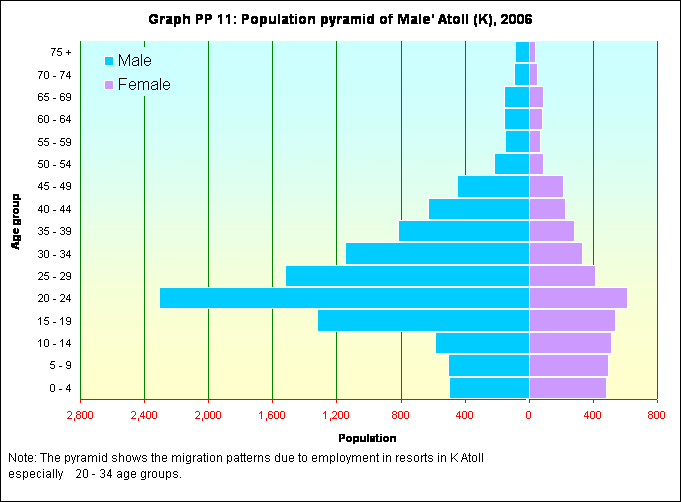 Graph PP 11: Population pyramid of Male' Atoll (K), 2006
Male
Female
Age group
75 +
70 - 74
65 - 69
60 - 64
55 - 59
50 - 54
45 - 49
40 - 44
35 - 39
30 - 34
25 - 29
20 - 24
15 - 19
10 - 14
5 - 9
0 - 4
2,800 2,400 2,000 1,600 1,200 800 400 0 400 800
Population
Note: The pyramid shows the migration patterns due to employment in resorts in K Atoll
especially 20 - 34 age groups.